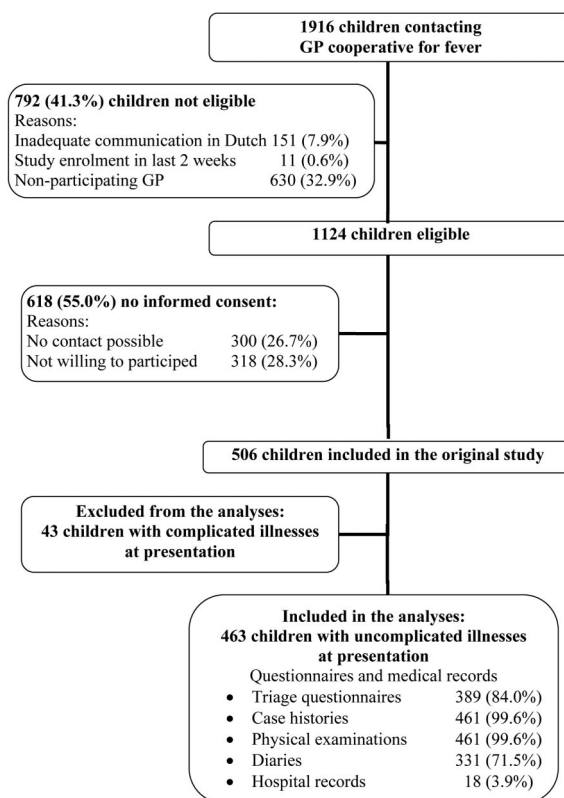 1916 children contacting
GP cooperative for fever
792 (41.3%) children not eligible
Reasons:
Inadequate communication in Dutch 151 (7.9%)
Study enrolment in last 2 weeks 11 (0.6%)
Non-participating GP 630 (32.9%)
1124 children eligible
618 (55.0%) no informed consent:
Reasons:
No contact possible 300 (26.7%)
Not willing to participed 318 (28.3%)
506 children included in the original study
Excluded from the analyses:
43 children with complicated illnesses
at presentation
Included in the analyses:
463 children with uncomplicated illnesses
at presentation
Questionnaires and medical records
• Triage questionnaires 389 (84.0%)
• Case histories 461 (99.6%)
• Physical examinations 461 (99.6%)
• Diaries 331 (71.5%)
• Hospital records 18 (3.9%)